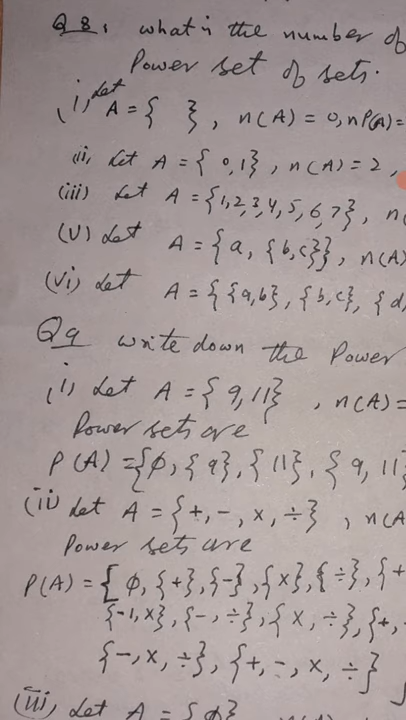 Q 8, what is the number of
Power set of sets.
(i) Let A = { }, n(A) = 0, nP(A) =
(ii, Let A = { 0,1}, n(A) = 2,
(iii) Let A = {1,2,3,4,5,6,7}, n
(V) Let A = {a, {b,c}}, n(A)
(Vi) Let A = {{a,b}, {b,c}, {d,
Q9 write down the Power
(i) Let A = {9,11}, n(A) =
Power sets are
P(A) = {φ, {9}, {11}, {9, 11}
(ii) Let A = {+, -, ×, ÷}, n(A
Power sets are
P(A) = { φ, {+}, {-}, {×}, {÷}, {+
{-1,×}, {-, ÷}, {×, ÷}, {+,
{-, ×, ÷}, {+, -, ×, ÷}
(iii, Let A = {φ}